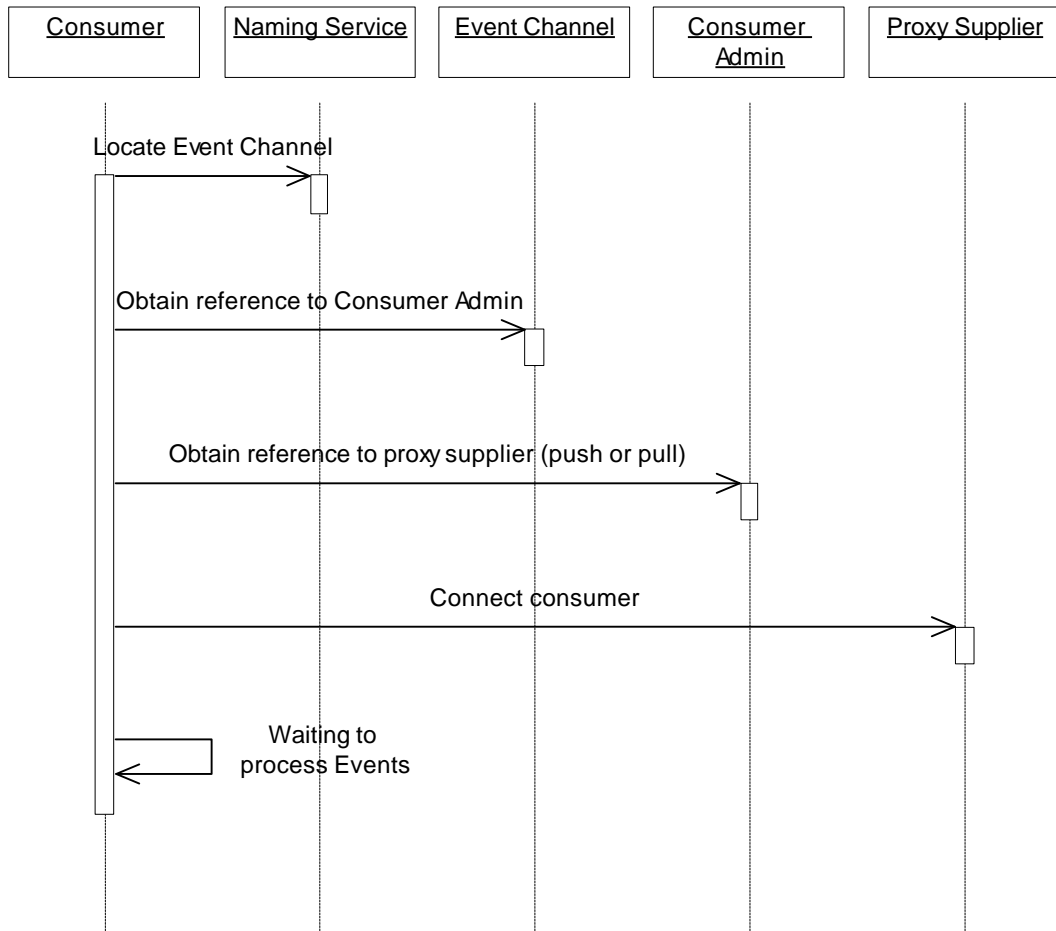 Consumer
Naming Service
Event Channel
Consumer
Admin
Proxy Supplier
Locate Event Channel
Obtain reference to Consumer Admin
Obtain reference to proxy supplier (push or pull)
Connect consumer
Waiting to
process Events